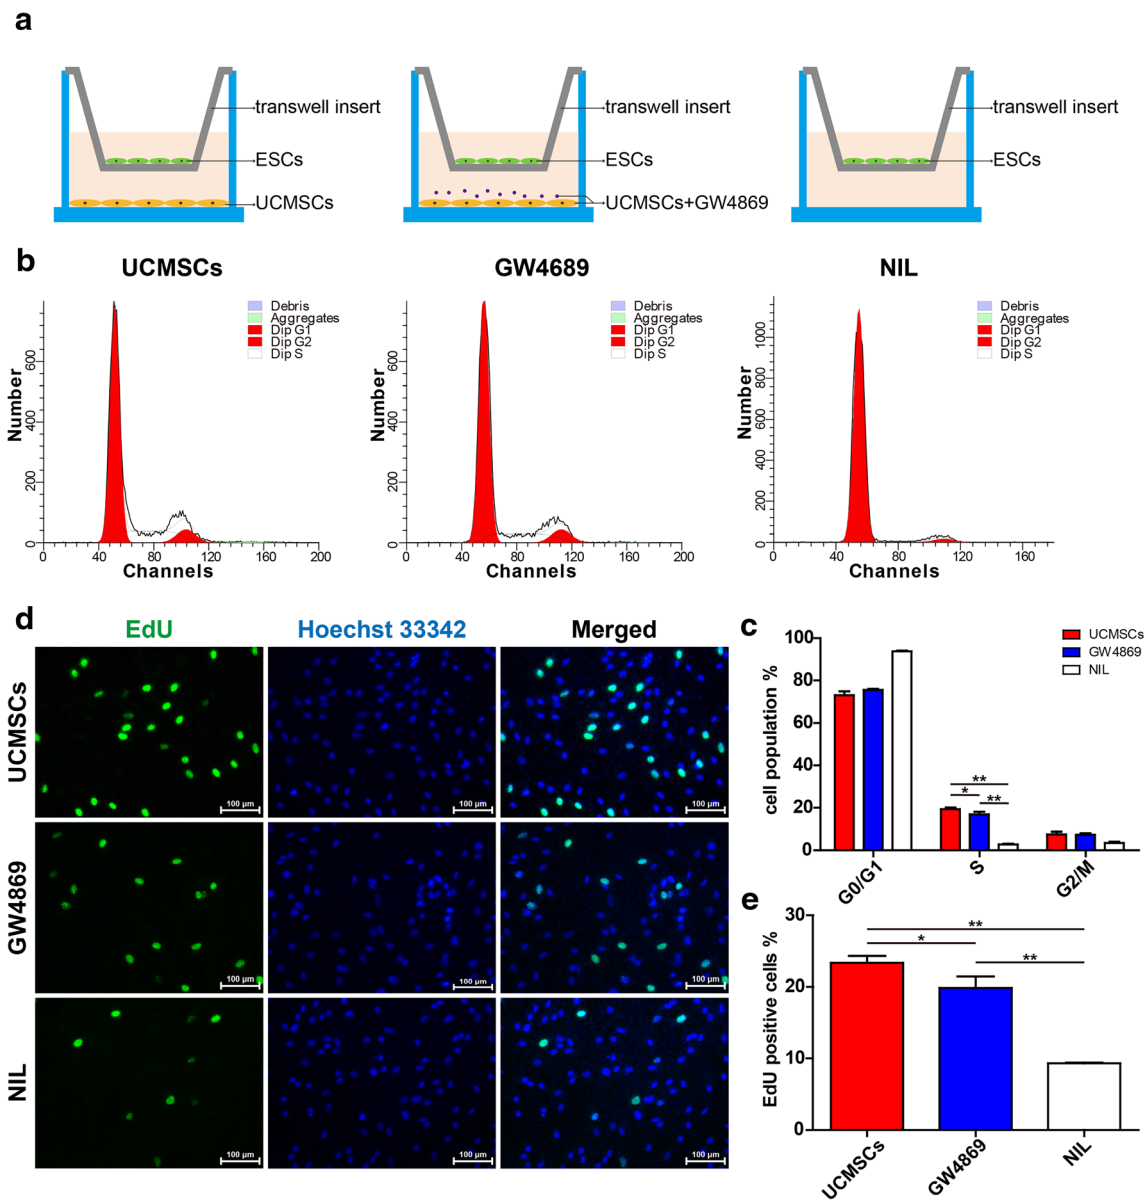 a
transwell insert
ESCs
UCMSCs
transwell insert
ESCs
UCMSCs+GW4869
transwell insert
ESCs
b
UCMSCs
Number
0 200 400 600
Debris
Aggregates
Dip G1
Dip G2
Dip S
0 40 80 120 160 200
Channels
GW4689
Number
0 200 400 600
Debris
Aggregates
Dip G1
Dip G2
Dip S
0 40 80 120 160 200
Channels
NIL
Number
0 200 400 600 800 1000
Debris
Aggregates
Dip G1
Dip G2
Dip S
0 40 80 120 160
Channels
d
EdU Hoechst 33342 Merged
UCMSCs
100 µm 100 µm 100 µm
GW4869
100 µm 100 µm 100 µm
NIL
100 µm 100 µm 100 µm
c
cell population %
100
80
60
40
20
0
UCMSCs
GW4869
NIL
**
* **
G0/G1 S G2/M
e
EdU positive cells %
30
20
10
0
**
*
**
UCMSCs GW4869 NIL